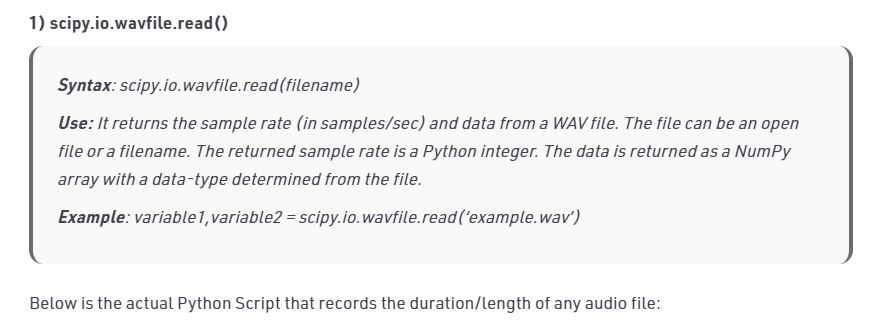 1) scipy.io.wavfile.read()
Syntax: scipy.io.wavfile.read(filename)
Use: It returns the sample rate (in samples/sec) and data from a WAV file. The file can be an open
file or a filename. The returned sample rate is a Python integer. The data is returned as a NumPy
array with a data-type determined from the file.
Example: variable1,variable2 = scipy.io.wavfile.read(‘example.wav’)
Below is the actual Python Script that records the duration/length of any audio file: